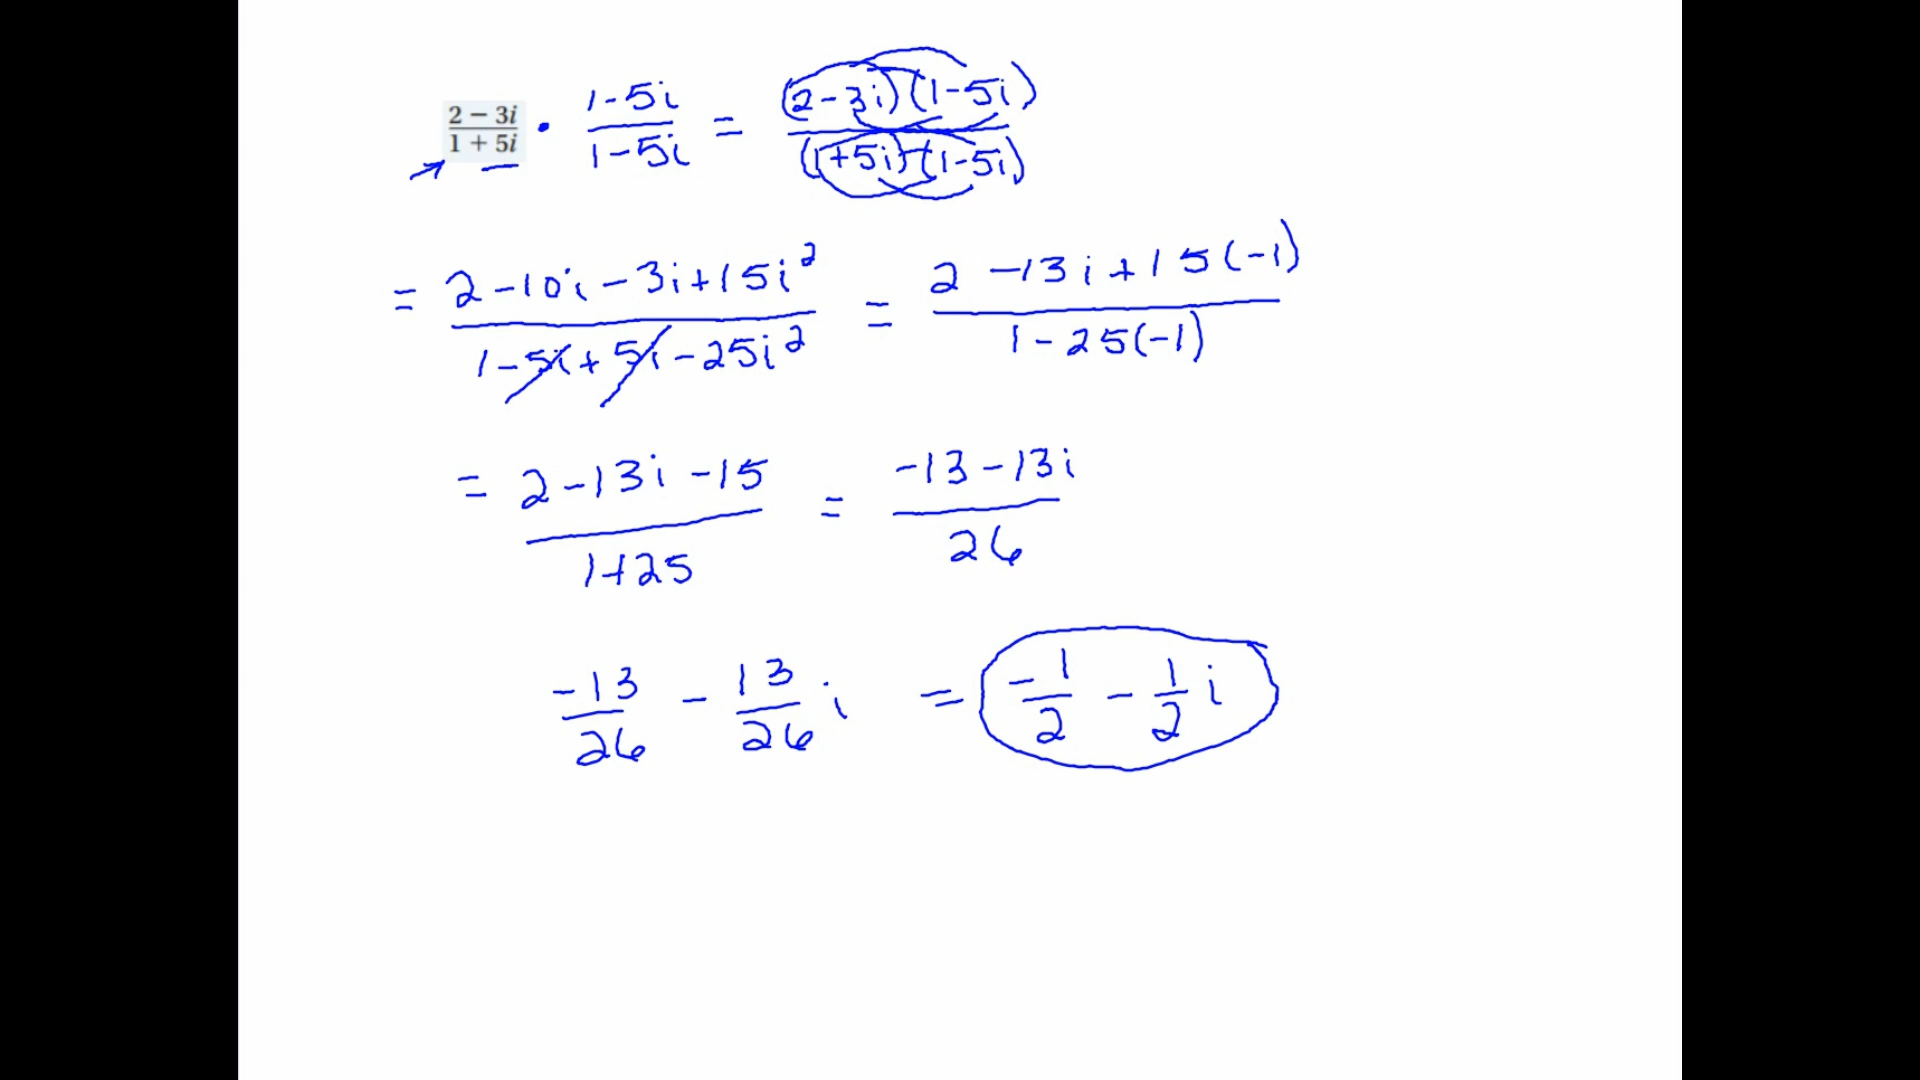 (2 − 3i)/(1 + 5i) · (1-5i)/(1-5i) = ((2-3i)(1-5i))/((1+5i)(1-5i))
= (2-10i-3i+15i²)/(1-5i+5i-25i²) = (2-13i+15(-1))/(1-25(-1))
= (2-13i-15)/(1+25) = (-13-13i)/26
-13/26 - 13/26 i = -1/2 - 1/2 i